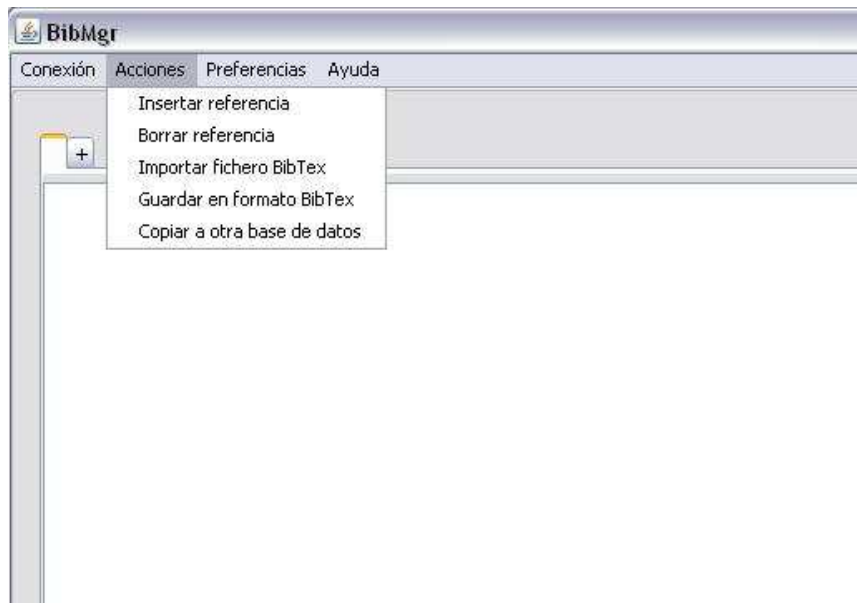 BibMgr
Conexión Acciones Preferencias Ayuda
Insertar referencia
Borrar referencia
+
Importar fichero BibTex
Guardar en formato BibTex
Copiar a otra base de datos